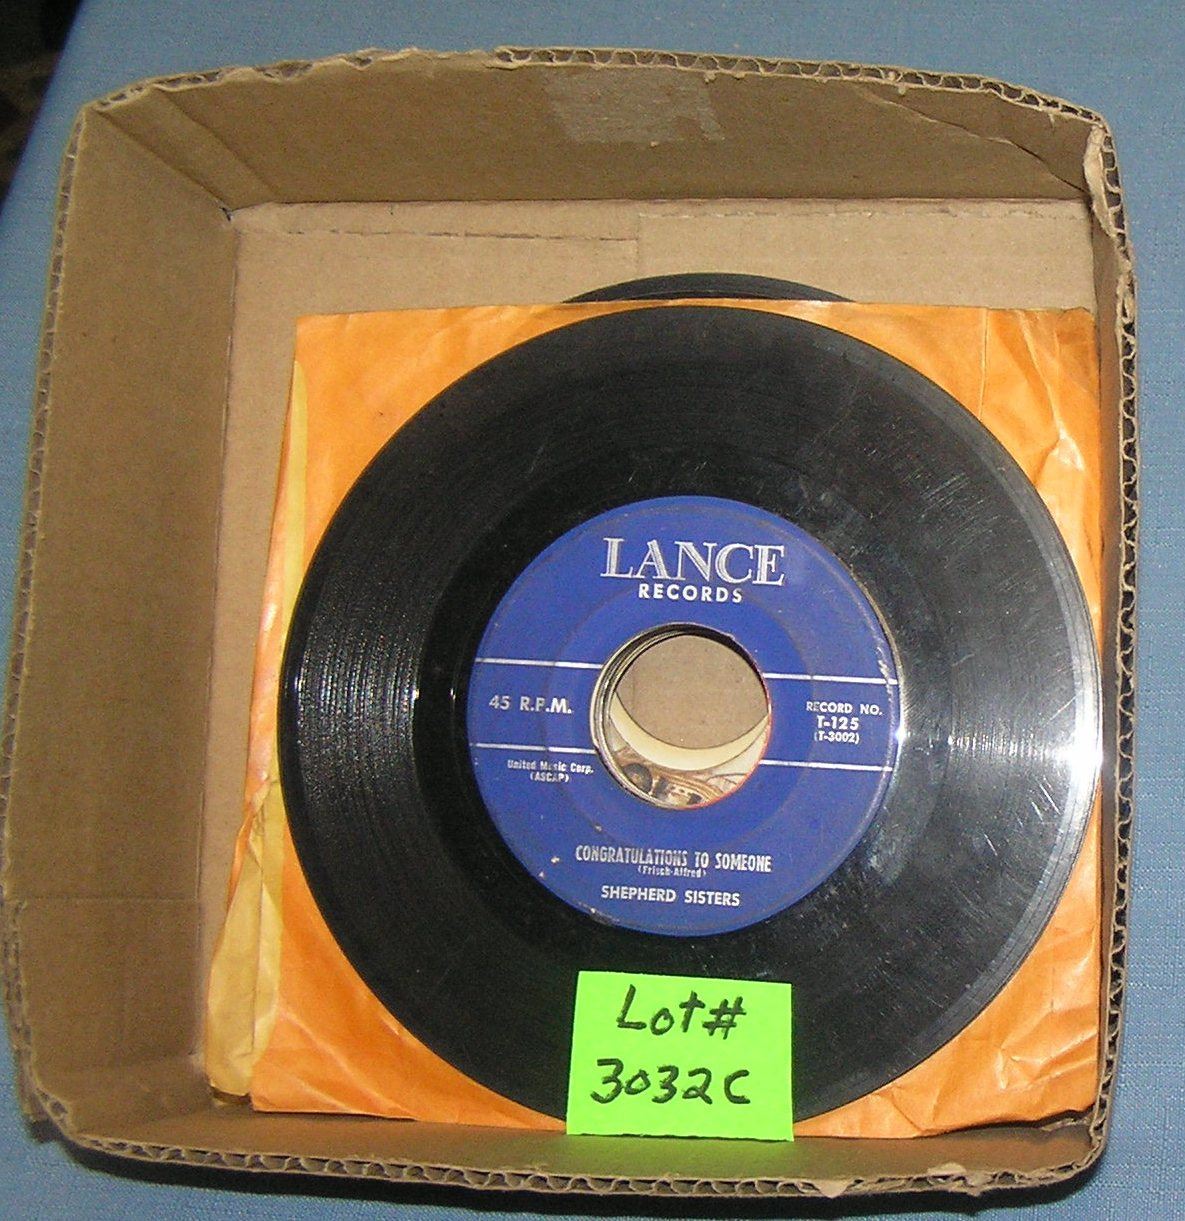 LANCE
RECORDS
45 R.P.M.
RECORD NO.
T-125
(T-3002)
United Music Corp.
(ASCAP)
CONGRATULATIONS TO SOMEONE
(Frisch-Alfred)
SHEPHERD SISTERS
Lot#
3032C